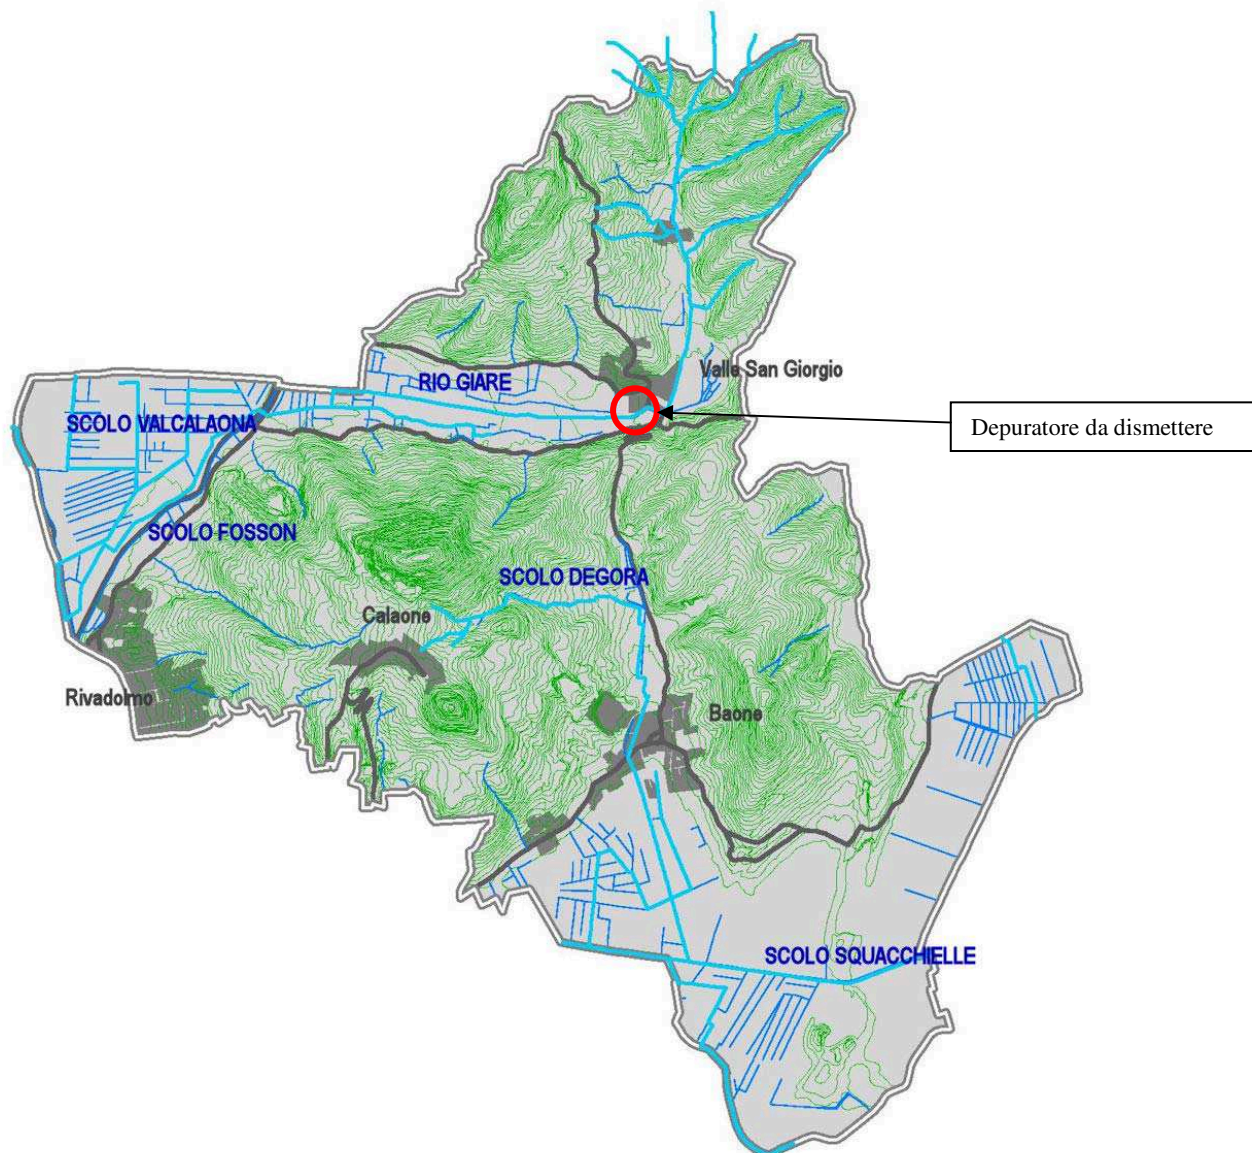 Valle San Giorgio
RIO GIARE
SCOLO VALCALAONA
Depuratore da dismettere
SCOLO FOSSON
SCOLO DEGORA
Calaone
Rivadolmo
Baone
SCOLO SQUACCHIELLE